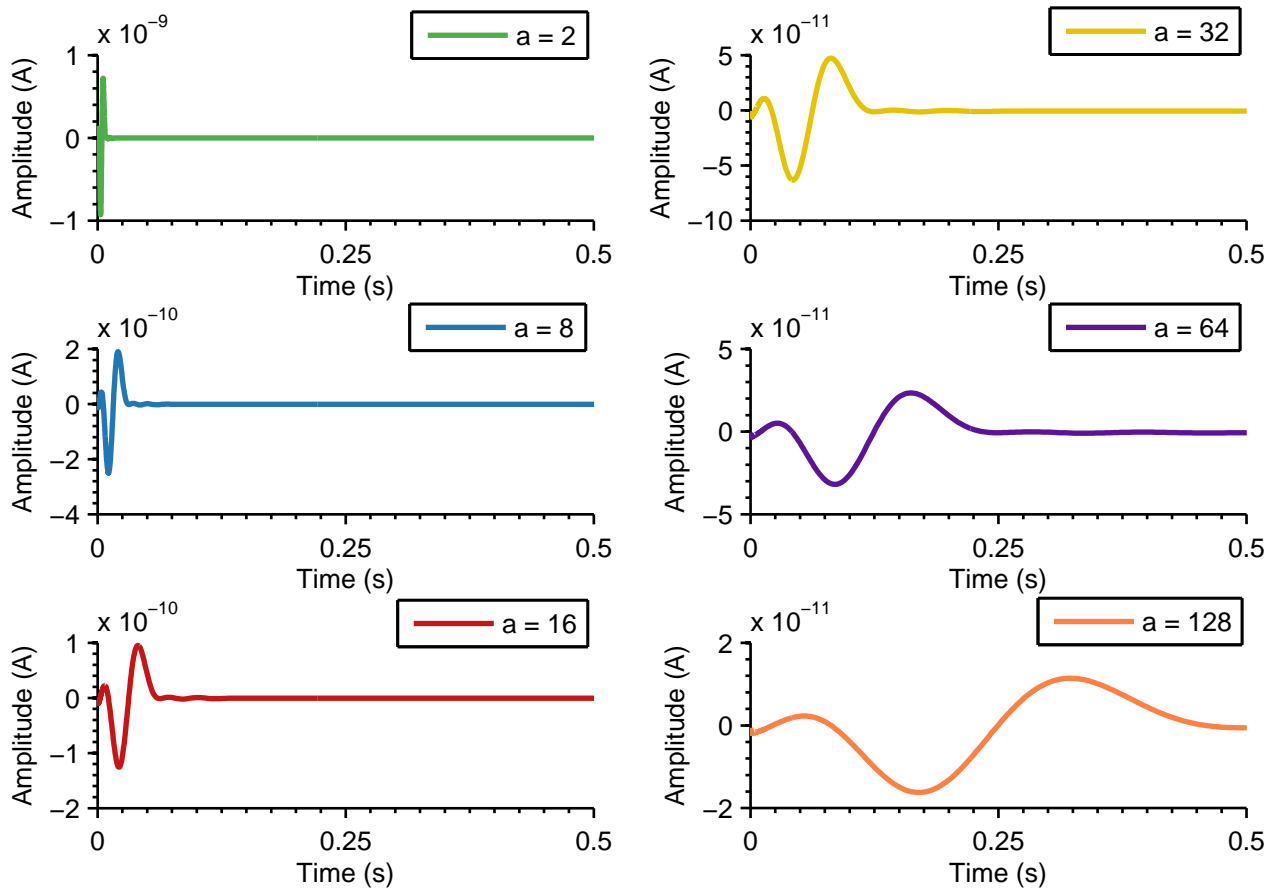 x 10−9
a = 2
Amplitude (A)
1
0
−1
0
0.25
0.5
Time (s)
x 10−11
a = 32
Amplitude (A)
5
0
−5
−10
0
0.25
0.5
Time (s)
x 10−10
a = 8
Amplitude (A)
2
0
−2
−4
0
0.25
0.5
Time (s)
x 10−11
a = 64
Amplitude (A)
5
0
−5
0
0.25
0.5
Time (s)
x 10−10
a = 16
Amplitude (A)
1
0
−1
−2
0
0.25
0.5
Time (s)
x 10−11
a = 128
Amplitude (A)
2
0
−2
0
0.25
0.5
Time (s)